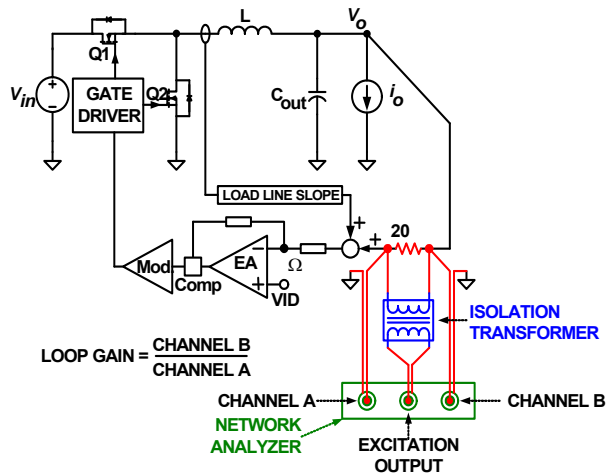 Vo
L
Q1
Vin
GATE
DRIVER
Q2
Cout
io
LOAD LINE SLOPE
+
+
20
Mod.
Comp
EA
−
+
Ω
VID
ISOLATION
TRANSFORMER
LOOP GAIN = CHANNEL B
CHANNEL A
CHANNEL A
CHANNEL B
NETWORK
ANALYZER
EXCITATION
OUTPUT